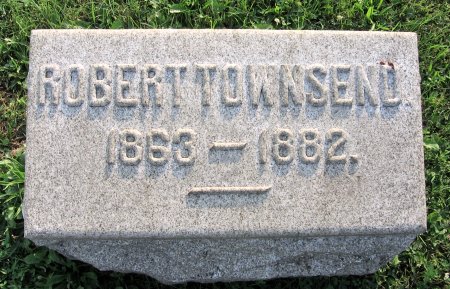 ROBERT TOWNSEND.
1863 — 1882.